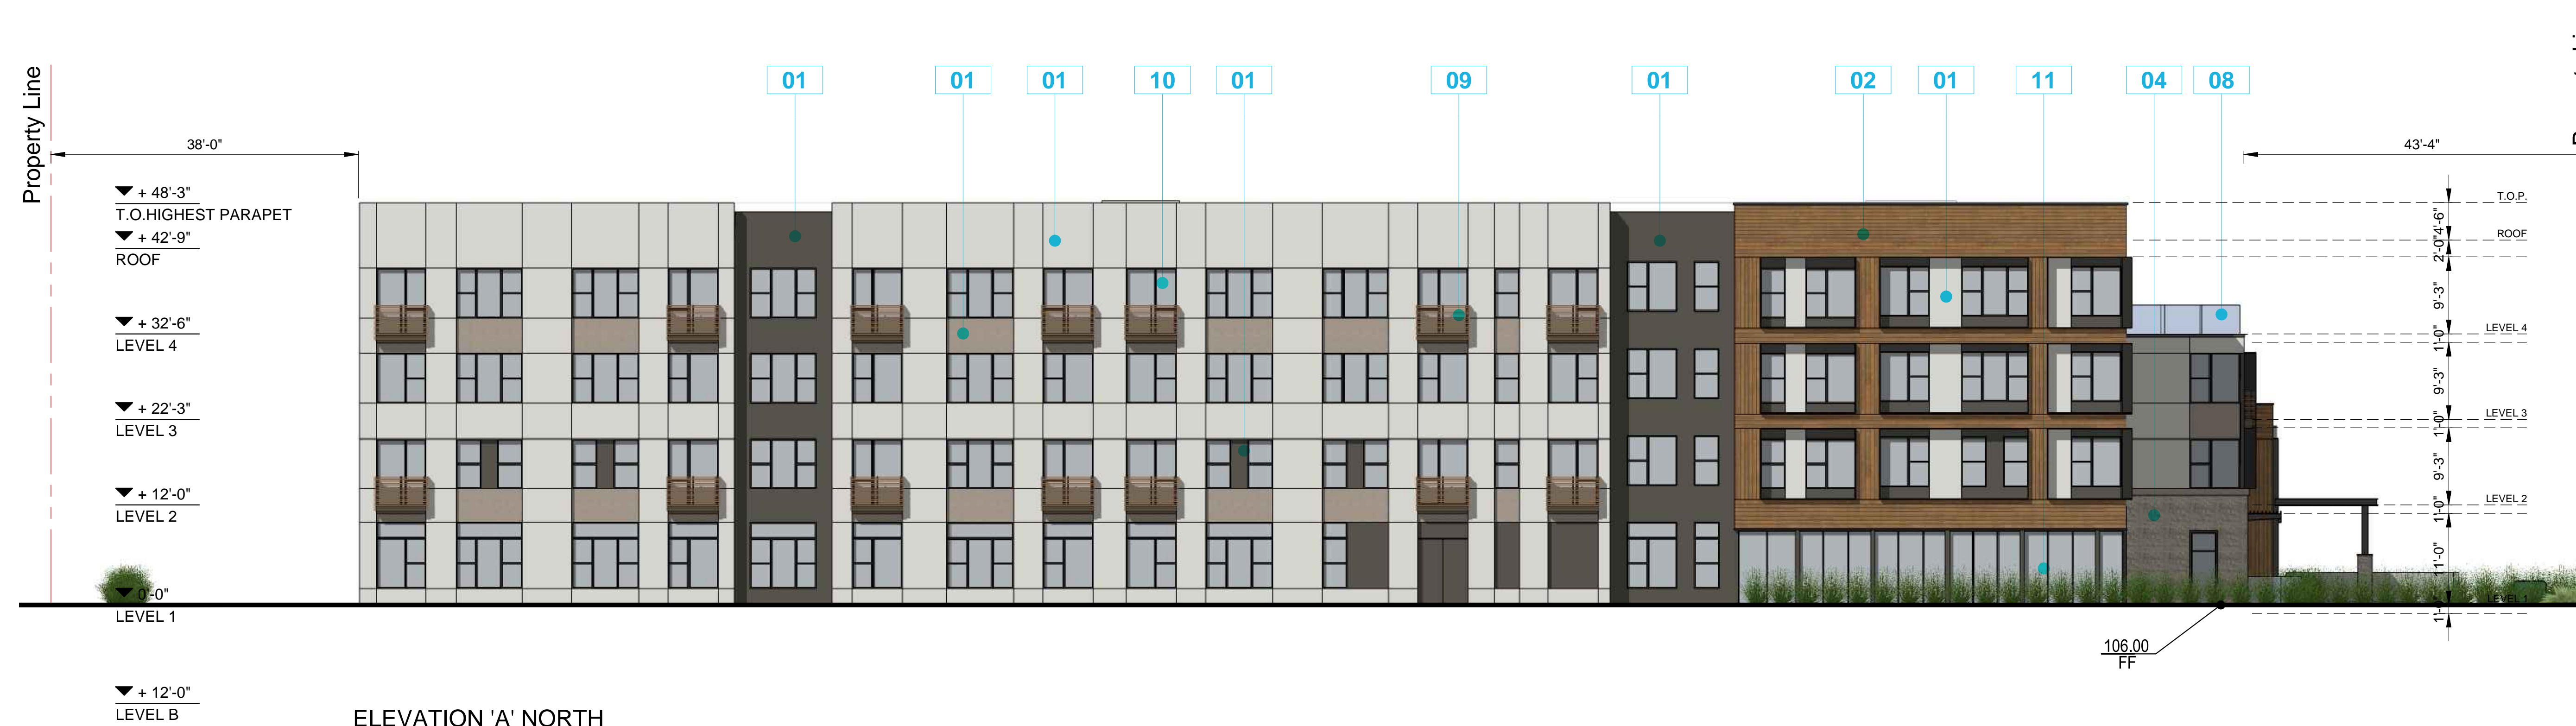 Property Line
01
01
01
10
01
09
01
02
01
11
04
08
38'-0"
43'-4"
+ 48'-3"
T.O.HIGHEST PARAPET
+ 42'-9"
ROOF
+ 32'-6"
LEVEL 4
+ 22'-3"
LEVEL 3
+ 12'-0"
LEVEL 2
0'-0"
LEVEL 1
+ 12'-0"
LEVEL B
T.O.P.
4'-6"
ROOF
2'-0"
9'-3"
LEVEL 4
1'-0"
9'-3"
LEVEL 3
1'-0"
9'-3"
LEVEL 2
1'-0"
11'-0"
LEVEL 1
1'-0"
106.00
FF
ELEVATION 'A' NORTH